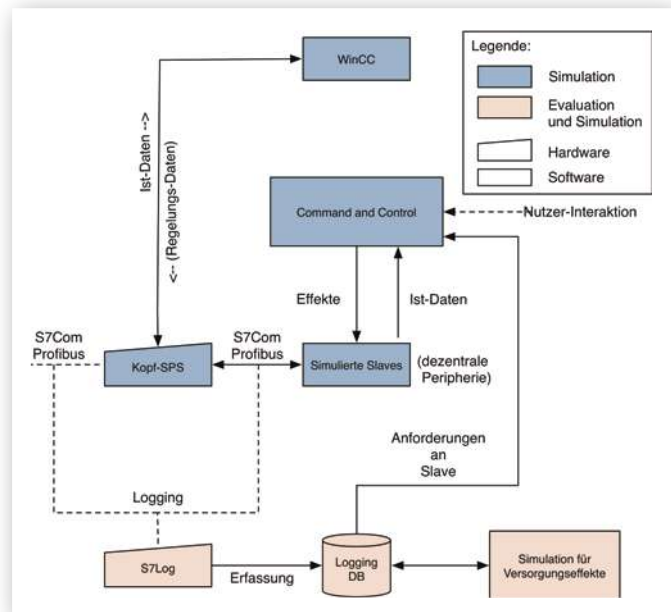 WinCC
Legende:
Simulation
Evaluation
und Simulation
Hardware
Software
Ist-Daten -->
<-- (Regelungs-Daten)
Command and Control
Nutzer-Interaktion
Effekte
Ist-Daten
S7Com
Profibus
S7Com
Profibus
Kopf-SPS
Simulierte Slaves
(dezentrale
Peripherie)
Anforderungen
an
Slave
Logging
S7Log
Erfassung
Logging
DB
Simulation für
Versorgungseffekte